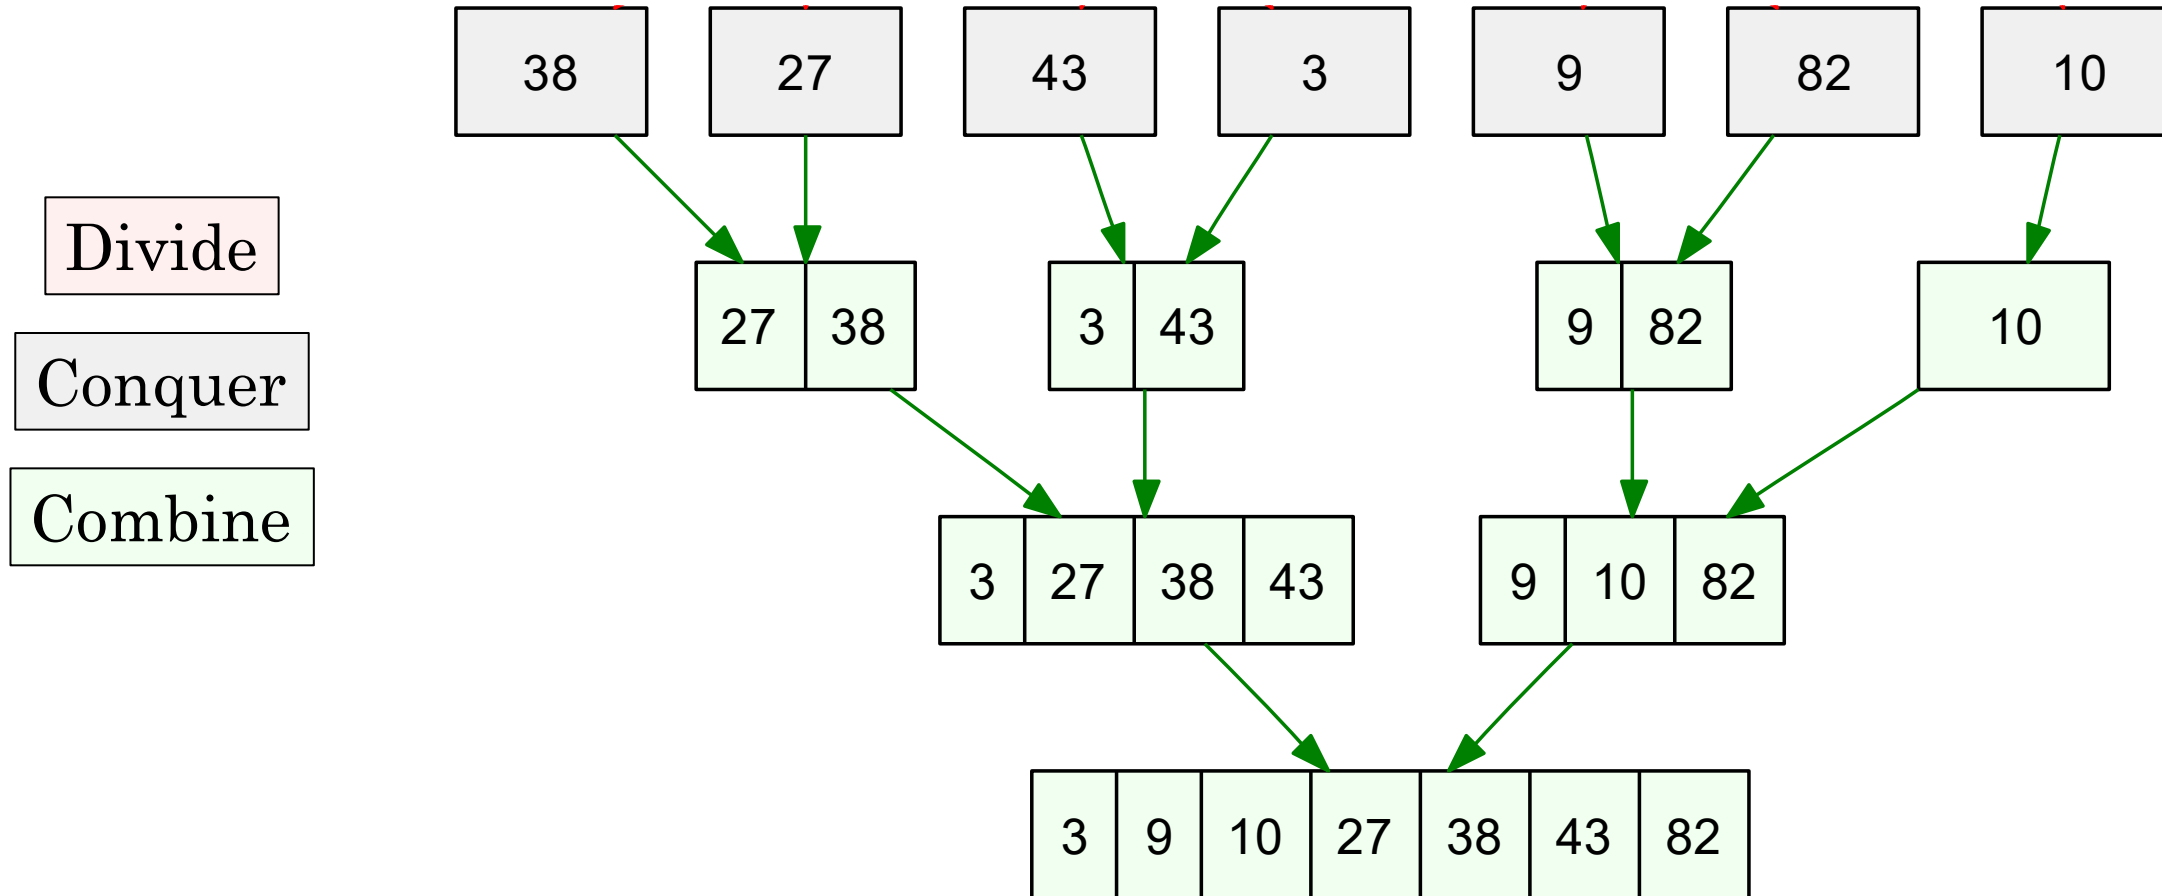 38 27 43 3 9 82 10
Divide
27 38 3 43 9 82 10
Conquer
Combine
3 27 38 43 9 10 82
3 9 10 27 38 43 82